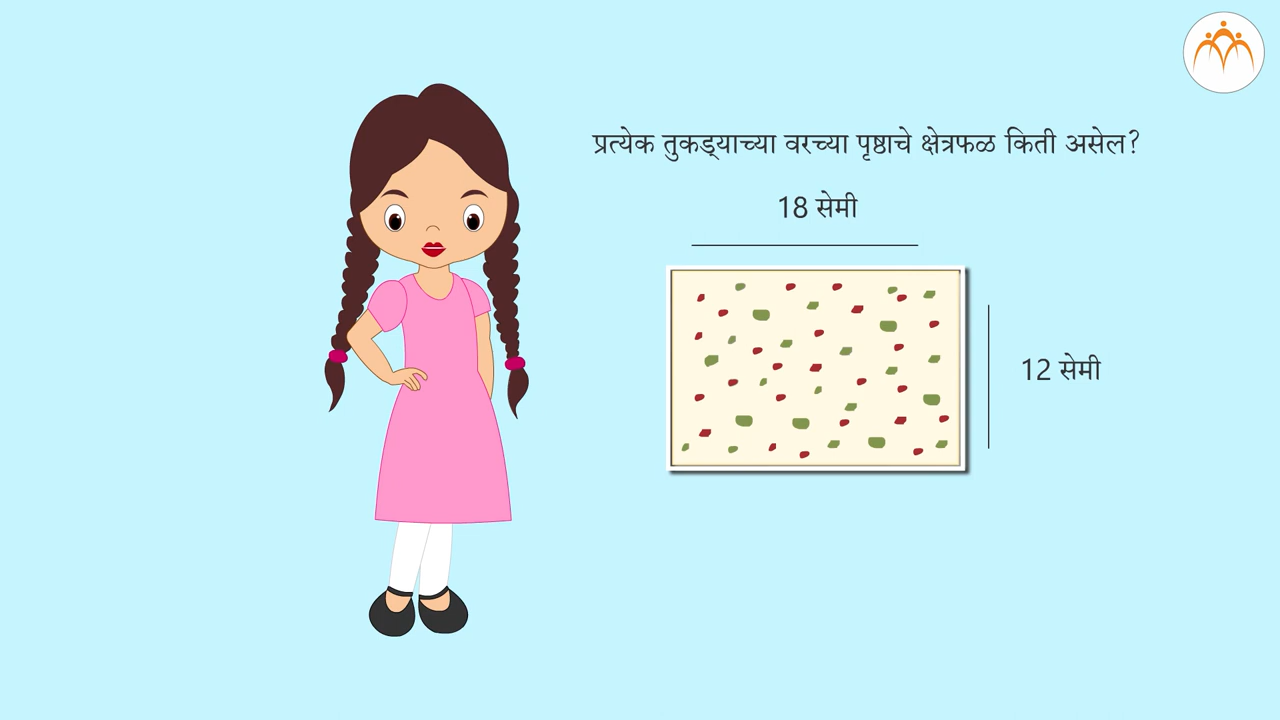 प्रत्येक तुकड्याच्या वरच्या पृष्ठाचे क्षेत्रफळ किती असेल?
18 सेमी
12 सेमी